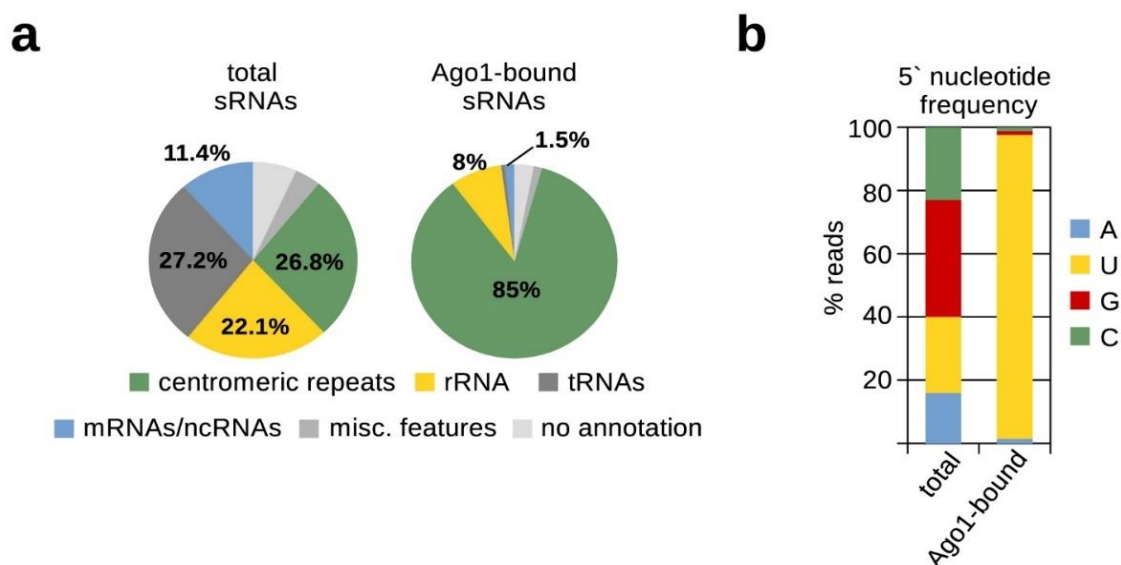 a
total
sRNAs
Ago1-bound
sRNAs
11.4%
27.2%
26.8%
22.1%
8%
1.5%
85%
centromeric repeats
rRNA
tRNAs
mRNAs/ncRNAs
misc. features
no annotation
b
5` nucleotide
frequency
% reads
100
80
60
40
20
A
U
G
C
total
Ago1-bound